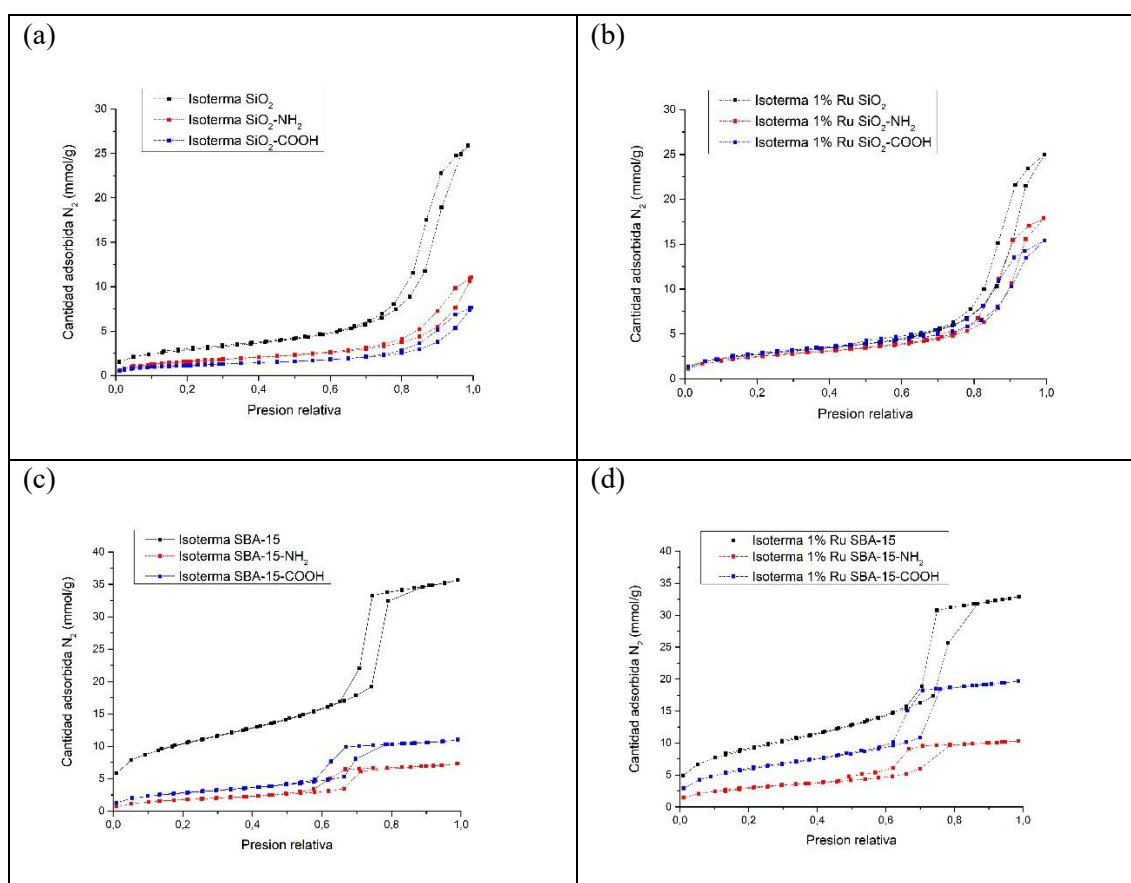 (a)
Isoterma SiO₂
Isoterma SiO₂-NH₂
Isoterma SiO₂-COOH
Cantidad adsorbida N₂ (mmol/g)
30
25
20
15
10
5
0
0,0 0,2 0,4 0,6 0,8 1,0
Presion relativa
(b)
Isoterma 1% Ru SiO₂
Isoterma 1% Ru SiO₂-NH₂
Isoterma 1% Ru SiO₂-COOH
Cantidad adsorbida N₂ (mmol/g)
30
25
20
15
10
5
0
0,0 0,2 0,4 0,6 0,8 1,0
Presion relativa
(c)
Isoterma SBA-15
Isoterma SBA-15-NH₂
Isoterma SBA-15-COOH
Cantidad adsorbida N₂ (mmol/g)
40
35
30
25
20
15
10
5
0
0,0 0,2 0,4 0,6 0,8 1,0
Presion relativa
(d)
Isoterma 1% Ru SBA-15
Isoterma 1% Ru SBA-15-NH₂
Isoterma 1% Ru SBA-15-COOH
Cantidad adsorbida N₂ (mmol/g)
40
35
30
25
20
15
10
5
0
0,0 0,2 0,4 0,6 0,8 1,0
Presion relativa